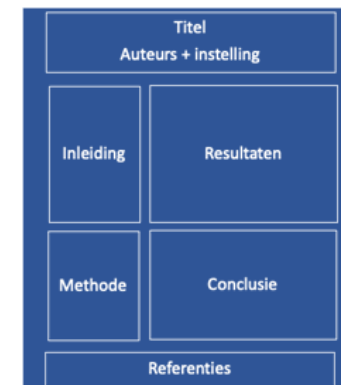 Titel
Auteurs + instelling
Inleiding
Resultaten
Methode
Conclusie
Referenties